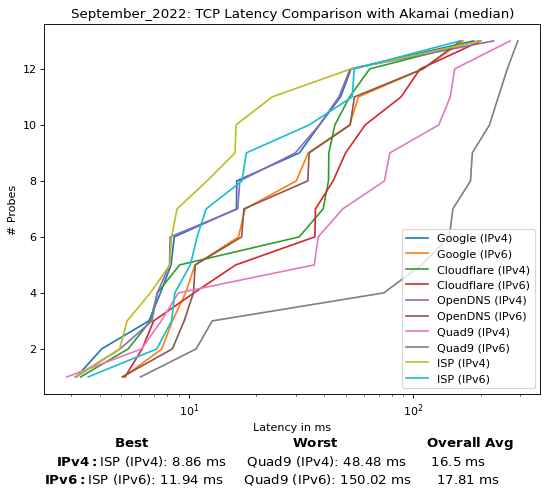 September_2022: TCP Latency Comparison with Akamai (median)
12
10
8
6
4
2
# Probes
Google (IPv4)
Google (IPv6)
Cloudflare (IPv4)
Cloudflare (IPv6)
OpenDNS (IPv4)
OpenDNS (IPv6)
Quad9 (IPv4)
Quad9 (IPv6)
ISP (IPv4)
ISP (IPv6)
10¹ 10²
Latency in ms
Best Worst Overall Avg
IPv4: ISP (IPv4): 8.86 ms Quad9 (IPv4): 48.48 ms 16.5 ms
IPv6: ISP (IPv6): 11.94 ms Quad9 (IPv6): 150.02 ms 17.81 ms